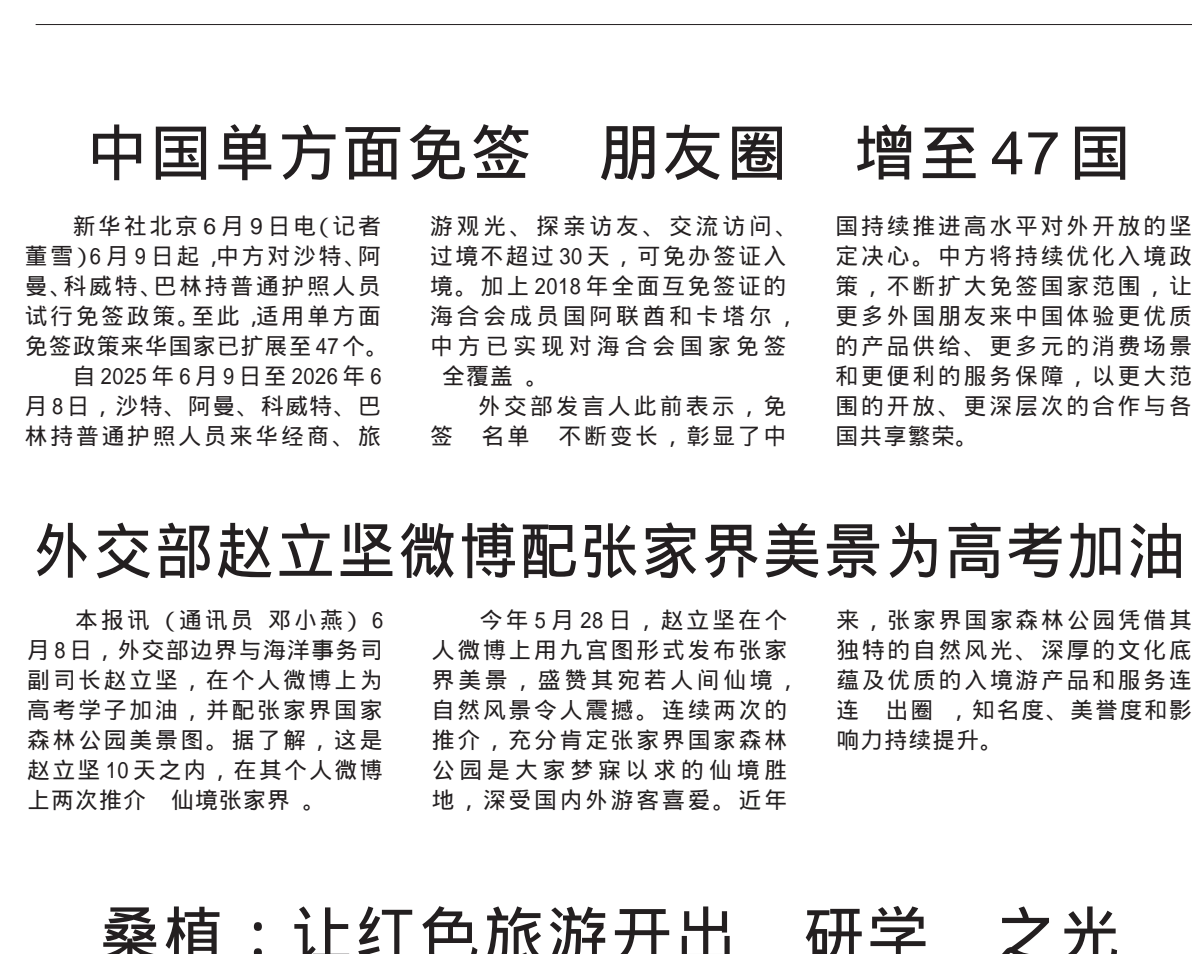 中国单方面免签 朋友圈 增至47国
新华社北京6月9日电(记者
董雪)6月9日起,中方对沙特、阿
曼、科威特、巴林持普通护照人员
试行免签政策。至此,适用单方面
免签政策来华国家已扩展至47个。
自2025年6月9日至2026年6
月8日，沙特、阿曼、科威特、巴
林持普通护照人员来华经商、旅
游观光、探亲访友、交流访问、
过境不超过30天，可免办签证入
境。加上2018年全面互免签证的
海合会成员国阿联酋和卡塔尔，
中方已实现对海合会国家免签
全覆盖 。
外交部发言人此前表示，免
签 名单 不断变长，彰显了中
国持续推进高水平对外开放的坚
定决心。中方将持续优化入境政
策，不断扩大免签国家范围，让
更多外国朋友来中国体验更优质
的产品供给、更多元的消费场景
和更便利的服务保障，以更大范
围的开放、更深层次的合作与各
国共享繁荣。
外交部赵立坚微博配张家界美景为高考加油
本报讯（通讯员 邓小燕）6
月8日，外交部边界与海洋事务司
副司长赵立坚，在个人微博上为
高考学子加油，并配张家界国家
森林公园美景图。据了解，这是
赵立坚10天之内，在其个人微博
上两次推介 仙境张家界 。
今年5月28日，赵立坚在个
人微博上用九宫图形式发布张家
界美景，盛赞其宛若人间仙境，
自然风景令人震撼。连续两次的
推介，充分肯定张家界国家森林
公园是大家梦寐以求的仙境胜
地，深受国内外游客喜爱。近年
来，张家界国家森林公园凭借其
独特的自然风光、深厚的文化底
蕴及优质的入境游产品和服务连
连 出圈 ，知名度、美誉度和影
响力持续提升。
桑植：让红色旅游开出 研学 之光